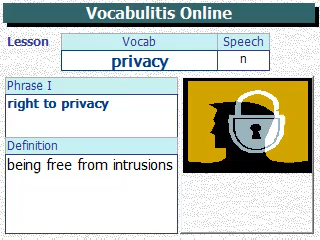 Vocabulitis Online
Lesson
Vocab
Speech
privacy
n
Phrase I
right to privacy
Definition
being free from intrusions